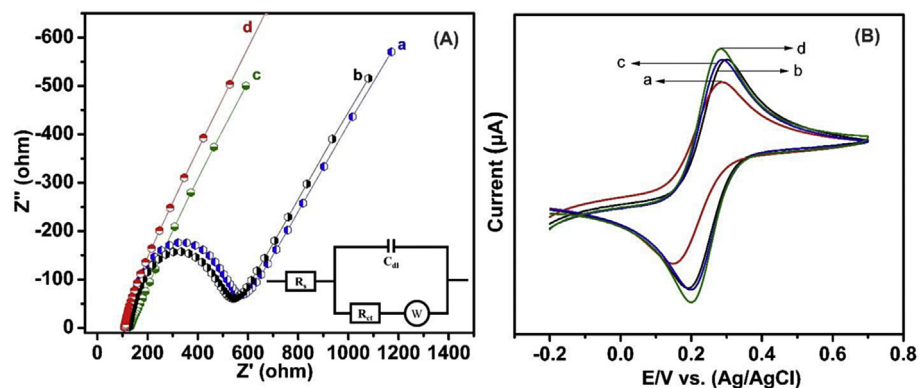 (A)
Z'' (ohm)
-600
-500
-400
-300
-200
-100
0
d
c
b
a
Cdl
Rs
Rct
W
0 200 400 600 800 1000 1200 1400
Z' (ohm)
(B)
Current (µA)
c
a
d
b
-0.2 0.0 0.2 0.4 0.6 0.8
E/V vs. (Ag/AgCl)